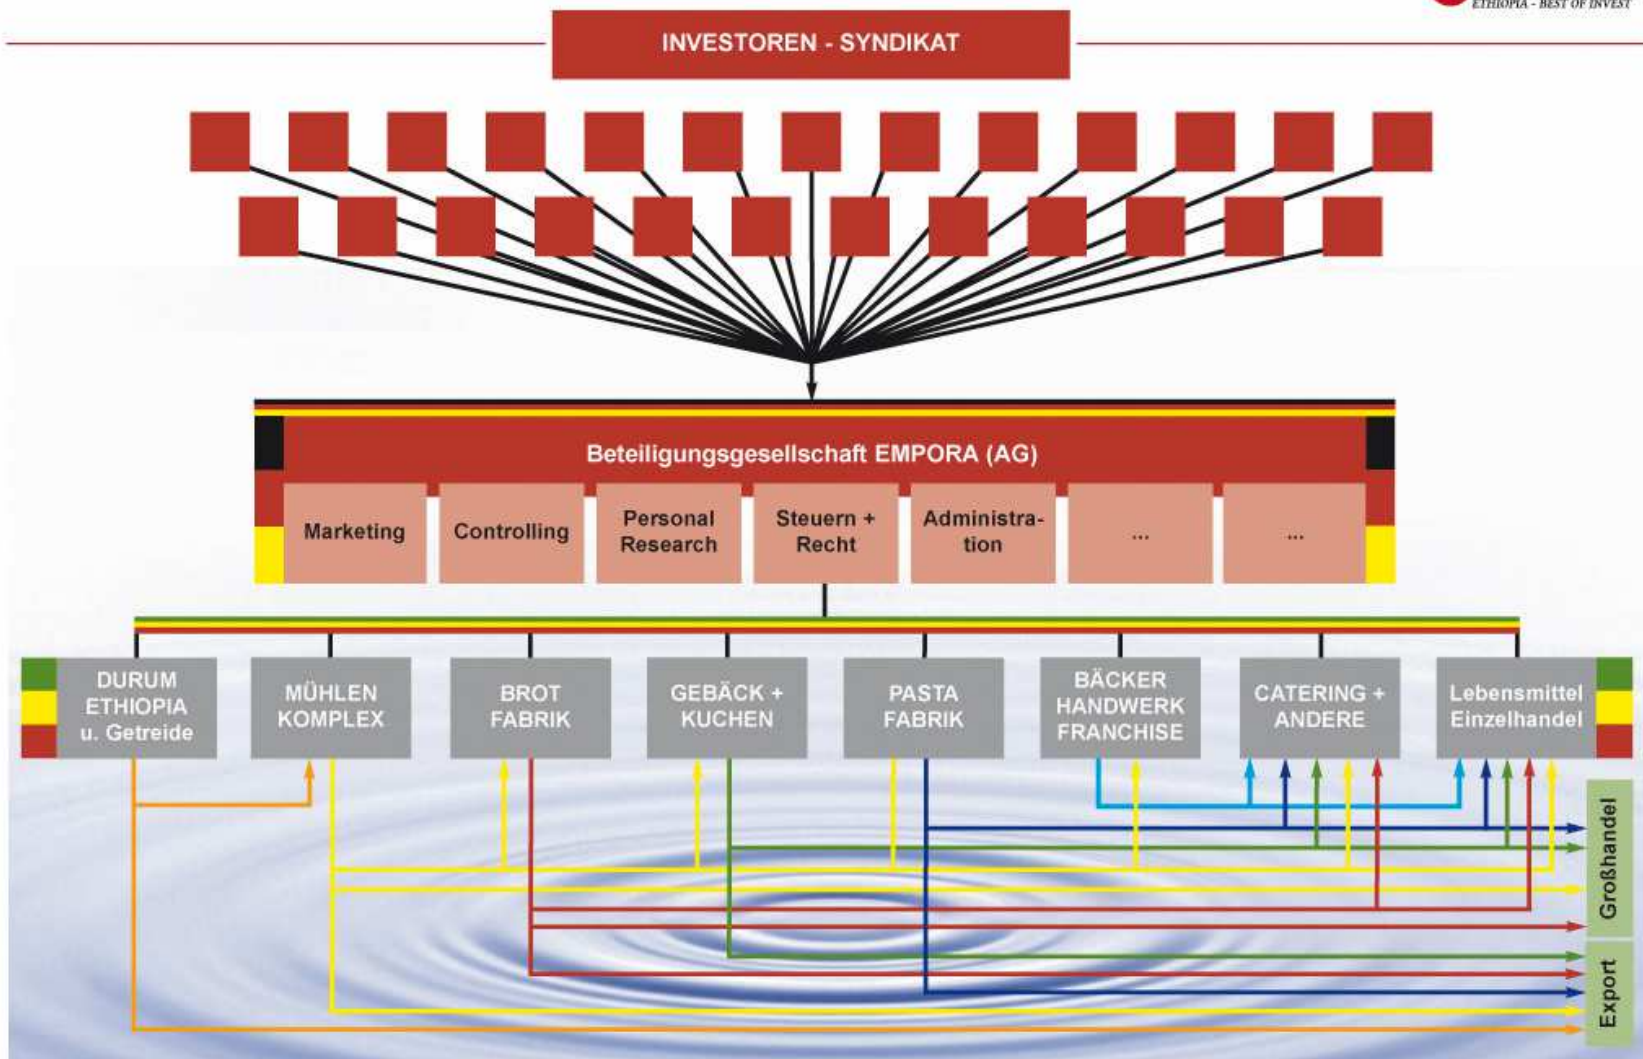 ETHIOPIA - BEST OF INVEST
INVESTOREN - SYNDIKAT
Beteiligungsgesellschaft EMPORA (AG)
Marketing
Controlling
Personal
Research
Steuern +
Recht
Administra-
tion
...
...
DURUM
ETHIOPIA
u. Getreide
MÜHLEN
KOMPLEX
BROT
FABRIK
GEBÄCK +
KUCHEN
PASTA
FABRIK
BÄCKER
HANDWERK
FRANCHISE
CATERING +
ANDERE
Lebensmittel
Einzelhandel
Großhandel
Export